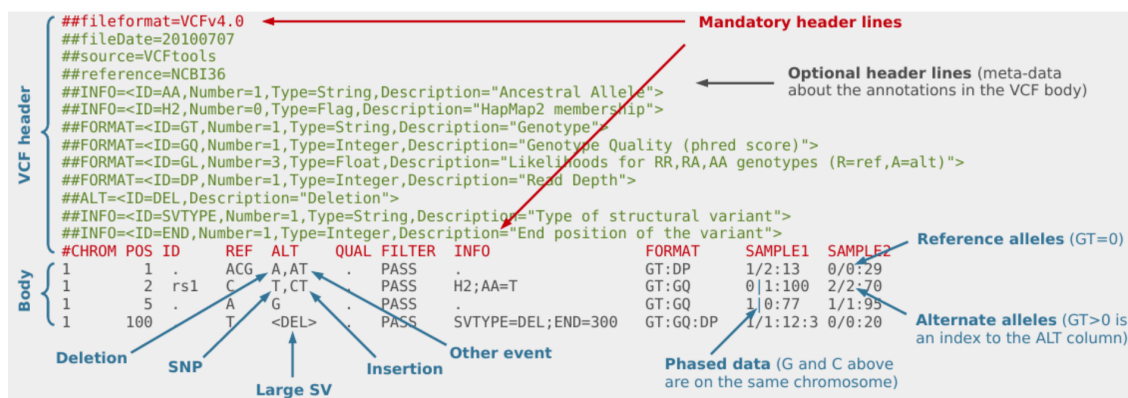 ##fileformat=VCFv4.0
Mandatory header lines
##fileDate=20100707
##source=VCFtools
##reference=NCBI36
Optional header lines (meta-data
about the annotations in the VCF body)
##INFO=<ID=AA,Number=1,Type=String,Description="Ancestral Allele">
##INFO=<ID=H2,Number=0,Type=Flag,Description="HapMap2 membership">
##FORMAT=<ID=GT,Number=1,Type=String,Description="Genotype">
##FORMAT=<ID=GQ,Number=1,Type=Integer,Description="Genotype Quality (phred score)">
##FORMAT=<ID=GL,Number=3,Type=Float,Description="Likelihoods for RR,RA,AA genotypes (R=ref,A=alt)">
##FORMAT=<ID=DP,Number=1,Type=Integer,Description="Read Depth">
##ALT=<ID=DEL,Description="Deletion">
##INFO=<ID=SVTYPE,Number=1,Type=String,Description="Type of structural variant">
##INFO=<ID=END,Number=1,Type=Integer,Description="End position of the variant">
VCF header
#CHROM POS ID REF ALT QUAL FILTER INFO FORMAT SAMPLE1 SAMPLE2
Reference alleles (GT=0)
Body
1 1 . ACG A,AT . PASS . GT:DP 1/2:13 0/0:29
1 2 rs1 C T,CT . PASS H2;AA=T GT:GQ 0|1:100 2/2:70
1 5 . A G . PASS . GT:GQ 1|0:77 1/1:95
1 100 T <DEL> . PASS SVTYPE=DEL;END=300 GT:GQ:DP 1/1:12:3 0/0:20
Alternate alleles (GT>0 is
an index to the ALT column)
Deletion
SNP
Large SV
Insertion
Other event
Phased data (G and C above
are on the same chromosome)